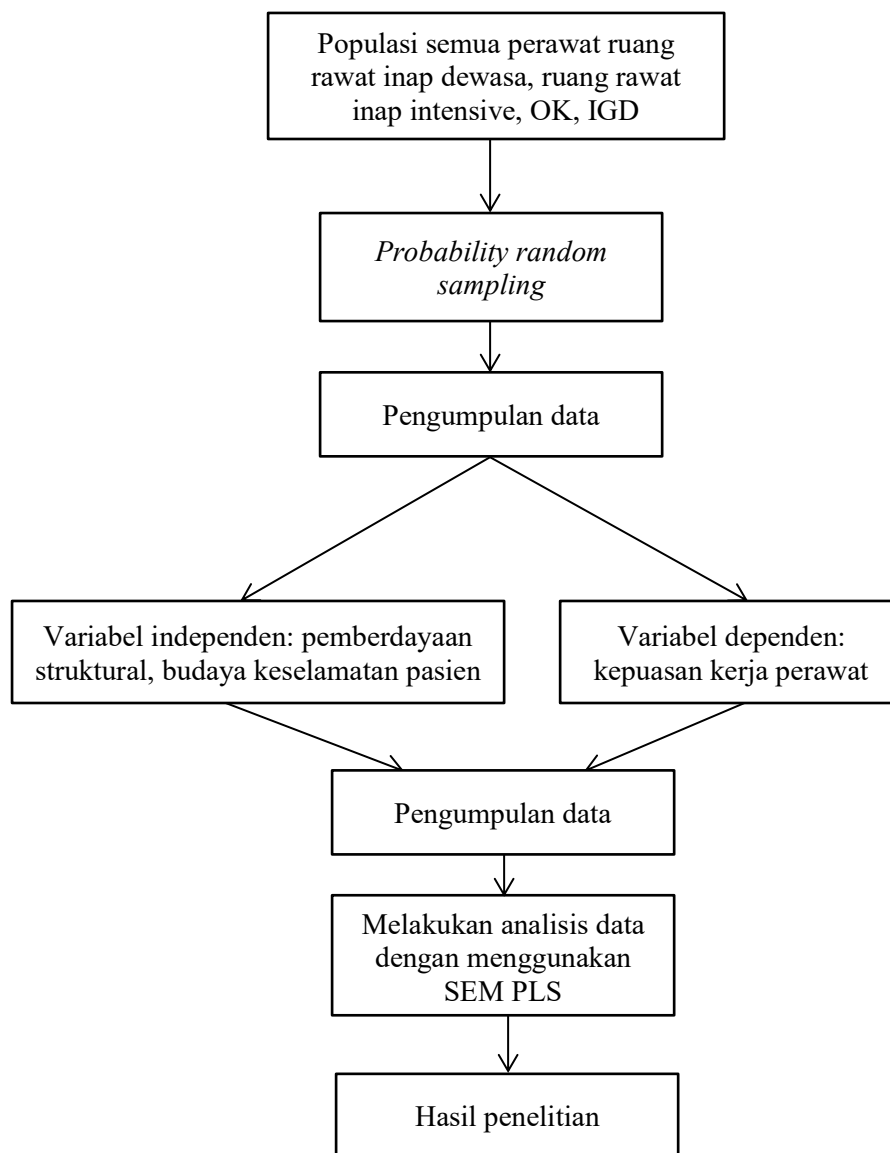 Populasi semua perawat ruang
rawat inap dewasa, ruang rawat
inap intensive, OK, IGD
Probability random
sampling
Pengumpulan data
Variabel independen: pemberdayaan
struktural, budaya keselamatan pasien
Variabel dependen:
kepuasan kerja perawat
Pengumpulan data
Melakukan analisis data
dengan menggunakan
SEM PLS
Hasil penelitian